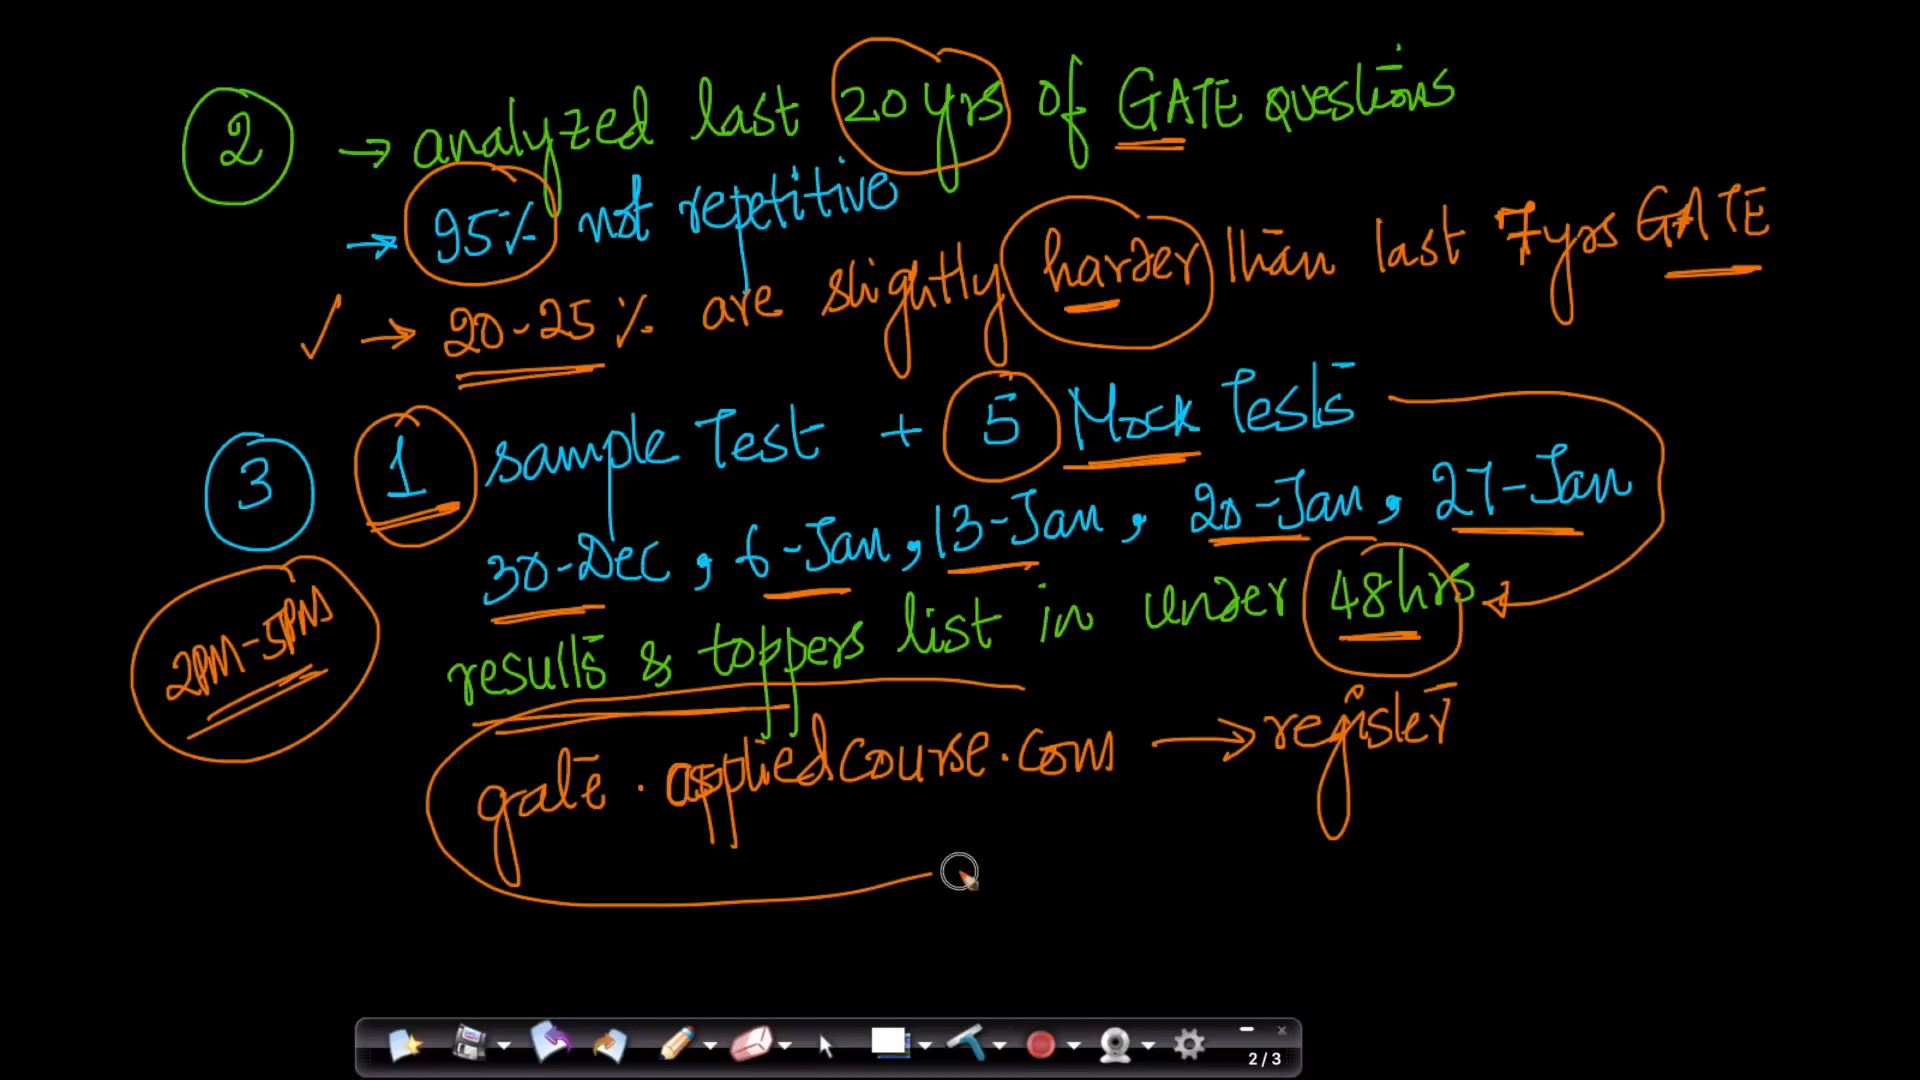 2 → analyzed last 20 yrs of GATE questions
→ 95% not repetitive
✓ → 20-25% are slightly harder than last 7yrs GATE
3 1 sample Test + 5 Mock Tests
30-Dec, 6-Jan, 13-Jan, 20-Jan, 27-Jan
2PM-5PM
results & toppers list in under 48hrs
gate.appliedcourse.com → register
2/3